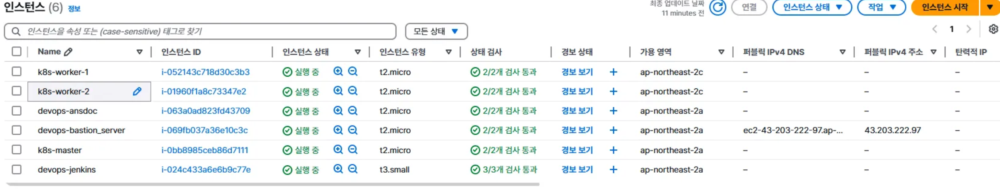 인스턴스 (6) 정보
최종 업데이트 날짜
11 minutes 전
연결
인스턴스 상태
작업
인스턴스 시작
인스턴스을 속성 또는 (case-sensitive) 태그로 찾기
모든 상태
1
Name 인스턴스 ID 인스턴스 상태 인스턴스 유형 상태 검사 경보 상태 가용 영역 퍼블릭 IPv4 DNS 퍼블릭 IPv4 주소 탄력적 IP
k8s-worker-1 i-052143c718d30c3b3 실행 중 t2.micro 2/2개 검사 통과 경보 보기 + ap-northeast-2c – – –
k8s-worker-2 i-01960f1a8c73347e2 실행 중 t2.micro 2/2개 검사 통과 경보 보기 + ap-northeast-2c – – –
devops-ansdoc i-063a0ad823fd43709 실행 중 t2.micro 2/2개 검사 통과 경보 보기 + ap-northeast-2a – – –
devops-bastion_server i-069fb037a36e10c3c 실행 중 t2.micro 2/2개 검사 통과 경보 보기 + ap-northeast-2a ec2-43-203-222-97.ap-... 43.203.222.97 –
k8s-master i-0bb8985ceb86d7111 실행 중 t2.micro 2/2개 검사 통과 경보 보기 + ap-northeast-2a – – –
devops-jenkins i-024c433a6e6b9c77e 실행 중 t3.small 3/3개 검사 통과 경보 보기 + ap-northeast-2a – – –